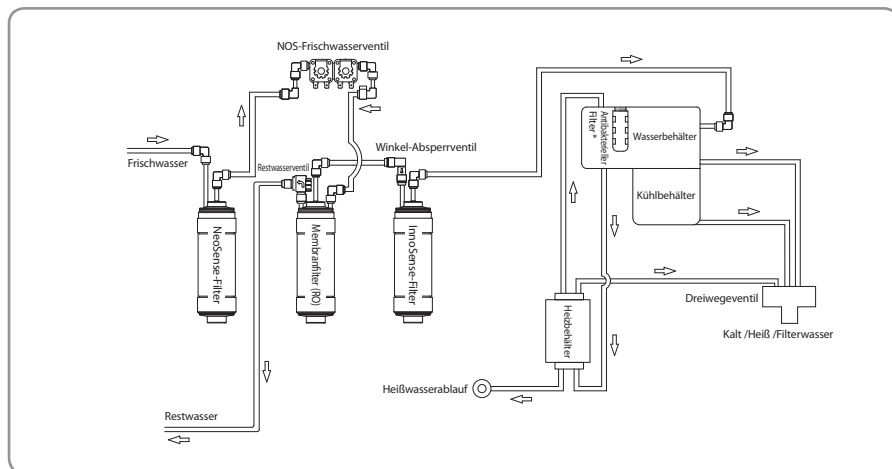 NOS-Frischwasserventil
Frischwasser
Restwasserventil
Winkel-Absperrventil
Antibakterieller
Filter*
Wasserbehälter
Kühlbehälter
NeoSense-Filter
Membranfilter (RO)
InnoSense-Filter
Heizbehälter
Dreiwegeventil
Kalt /Heiß /Filterwasser
Heißwasserablauf
Restwasser